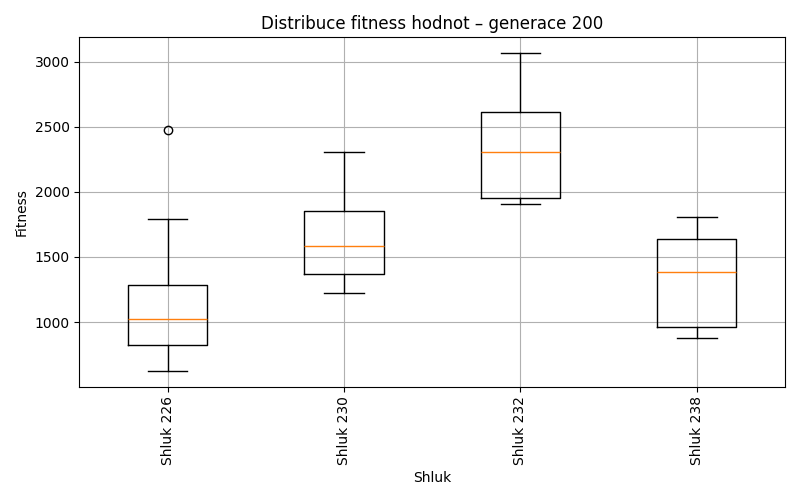 Distribuce fitness hodnot – generace 200
Fitness
3000
2500
2000
1500
1000
Shluk 226
Shluk 230
Shluk 232
Shluk 238
Shluk